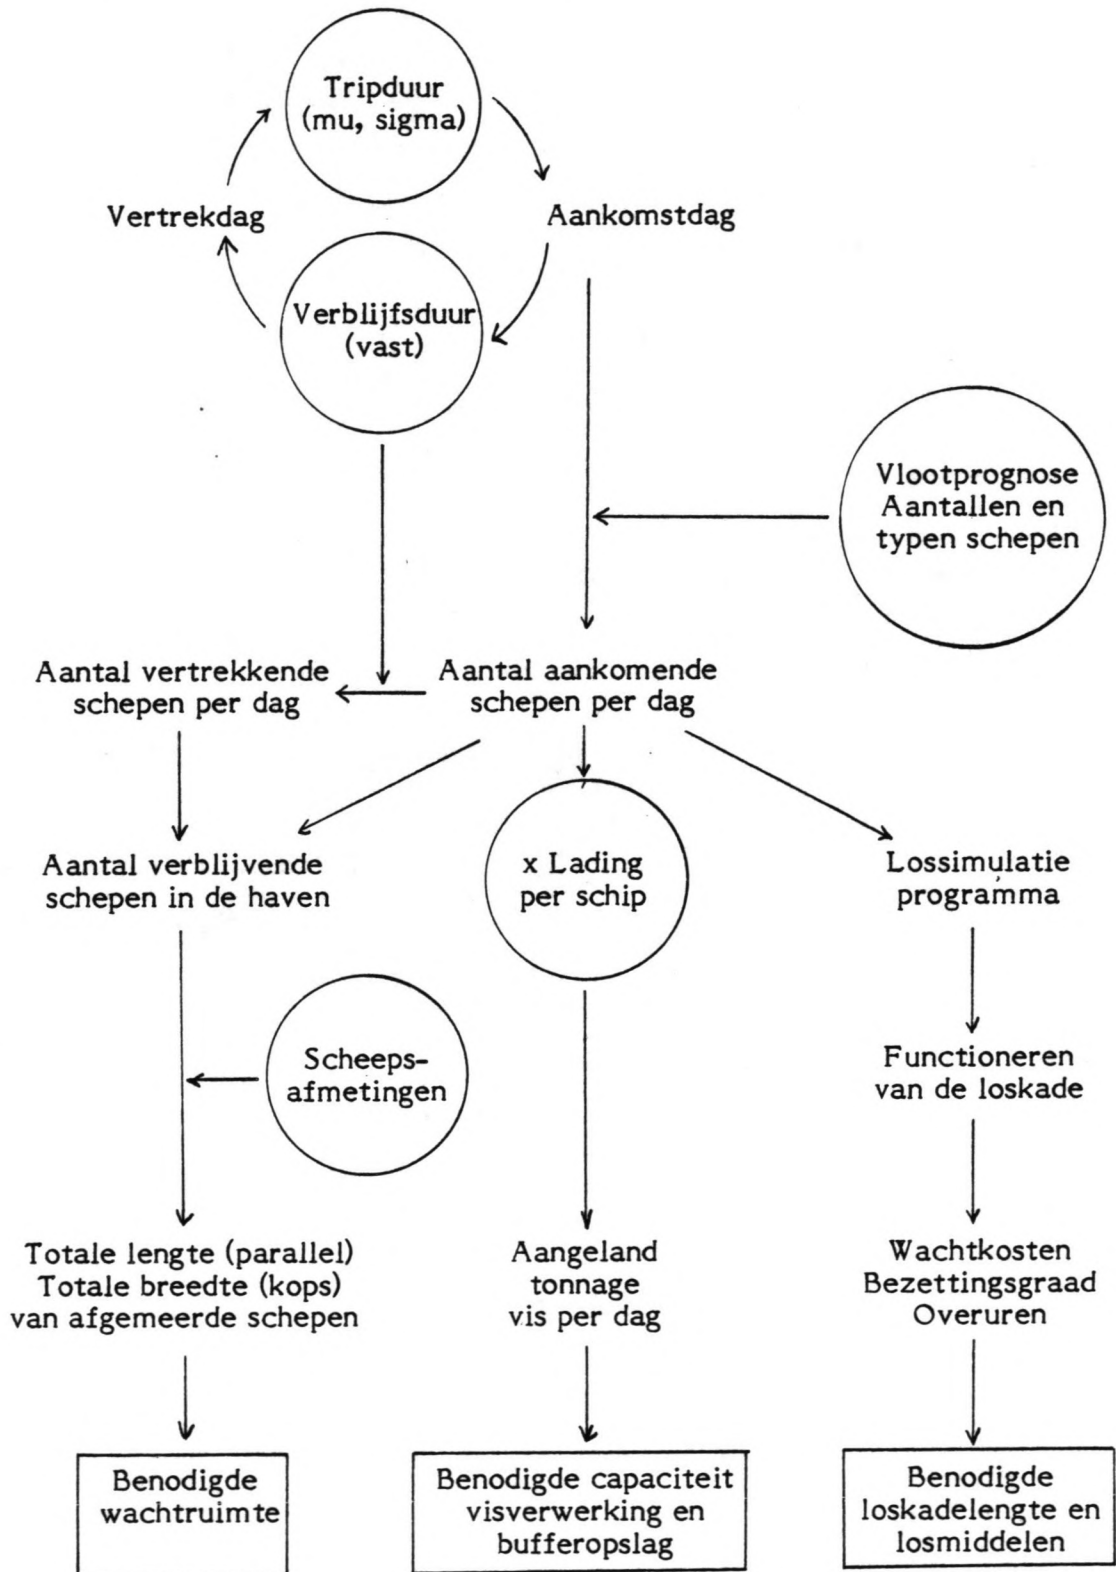 Tripduur
(mu, sigma)
Vertrekdag
Aankomstdag
Verblijfsduur
(vast)
Vlootprognose
Aantallen en
typen schepen
Aantal vertrekkende
schepen per dag
Aantal aankomende
schepen per dag
Aantal verblijvende
schepen in de haven
x Lading
per schip
Lossimulatie
programma
Scheeps-
afmetingen
Functioneren
van de loskade
Totale lengte (parallel)
Totale breedte (kops)
van afgemeerde schepen
Aangeland
tonnage
vis per dag
Wachtkosten
Bezettingsgraad
Overuren
Benodigde
wachtruimte
Benodigde capaciteit
visverwerking en
bufferopslag
Benodigde
loskadelengte en
losmiddelen